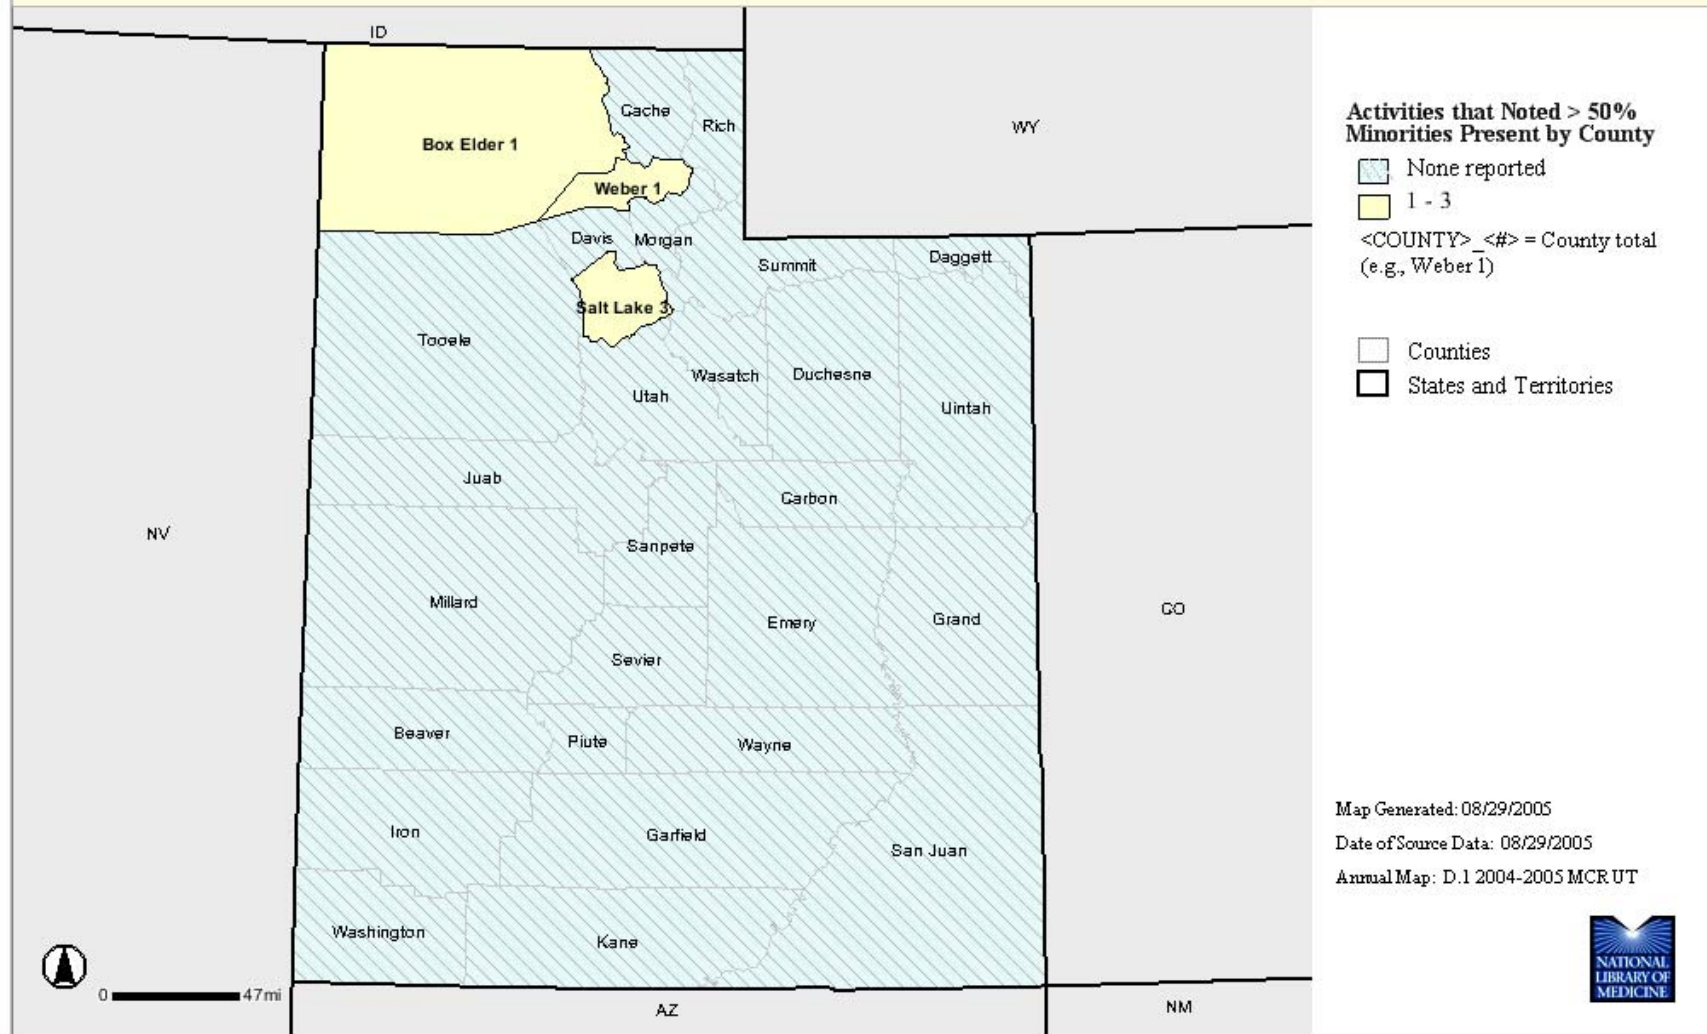 ID
WY
Cache
Rich
Box Elder 1
Weber 1
Davis
Morgan
Summit
Daggett
Salt Lake 3
Tooele
Wasatch
Duchesne
Utah
Uintah
Juab
Carbon
NV
Sanpete
Millard
Emery
Grand
CO
Sevier
Beaver
Piute
Wayne
Iron
Garfield
San Juan
Washington
Kane
0 47mi
AZ
NM
Activities that Noted > 50%
Minorities Present by County
None reported
1 - 3
<COUNTY>_<#> = County total
(e.g., Weber 1)
Counties
States and Territories
Map Generated: 08/29/2005
Date of Source Data: 08/29/2005
Annual Map: D.1 2004-2005 MCR UT
NATIONAL
LIBRARY OF
MEDICINE